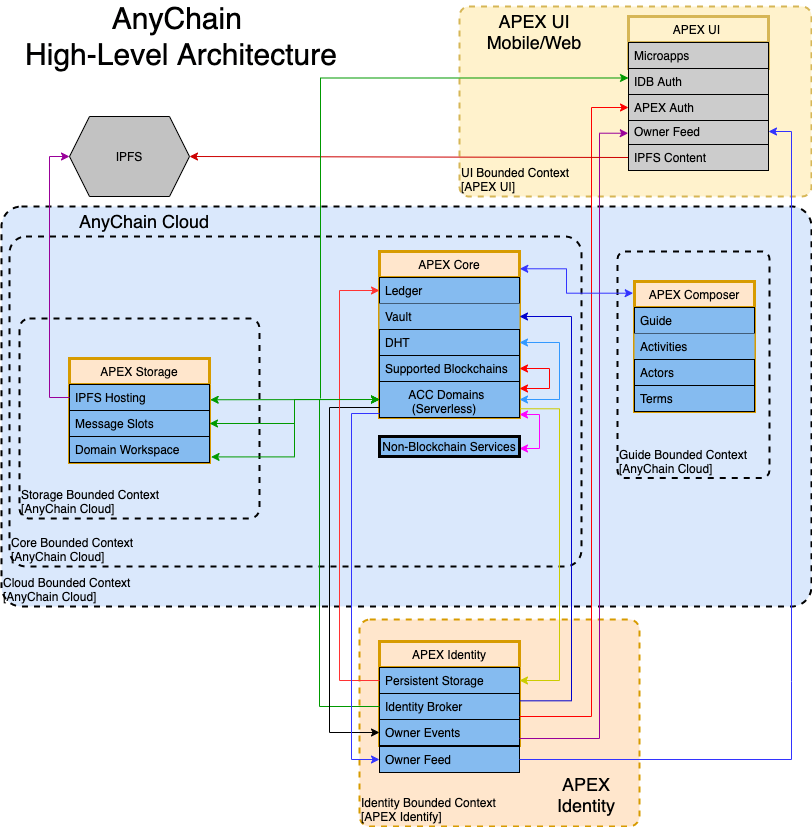 AnyChain
High-Level Architecture
APEX UI
Mobile/Web
APEX UI
Microapps
IDB Auth
APEX Auth
Owner Feed
IPFS Content
UI Bounded Context
[APEX UI]
IPFS
AnyChain Cloud
APEX Core
Ledger
Vault
DHT
Supported Blockchains
ACC Domains
(Serverless)
Non-Blockchain Services
APEX Composer
Guide
Activities
Actors
Terms
Guide Bounded Context
[AnyChain Cloud]
APEX Storage
IPFS Hosting
Message Slots
Domain Workspace
Storage Bounded Context
[AnyChain Cloud]
Core Bounded Context
[AnyChain Cloud]
Cloud Bounded Context
[AnyChain Cloud]
APEX Identity
Persistent Storage
Identity Broker
Owner Events
Owner Feed
APEX
Identity
Identity Bounded Context
[APEX Identify]